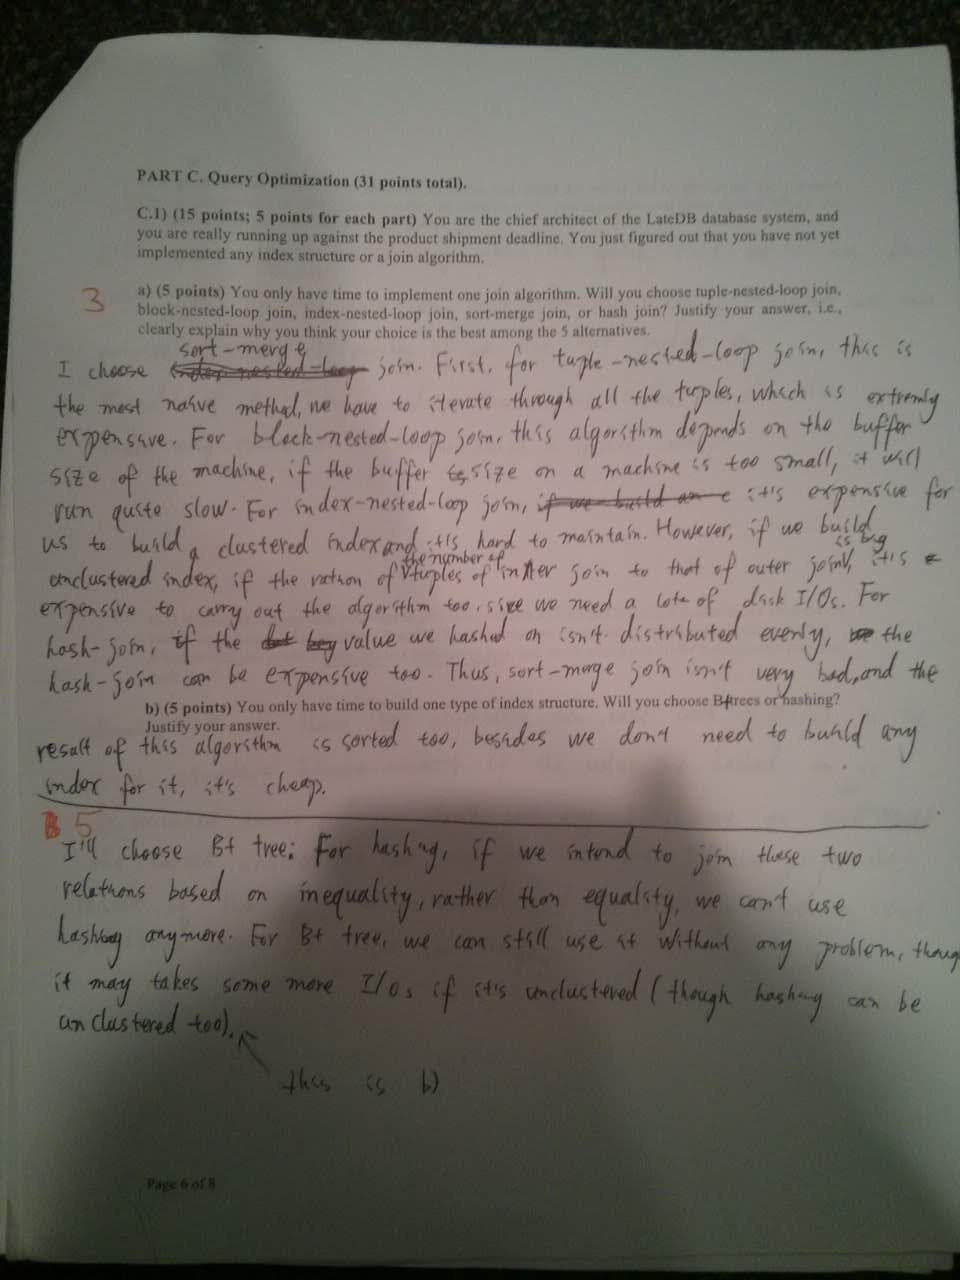 PART C. Query Optimization (31 points total).
C.1) (15 points; 5 points for each part) You are the chief architect of the LateDB database system, and
you are really running up against the product shipment deadline. You just figured out that you have not yet
implemented any index structure or a join algorithm.
3
a) (5 points) You only have time to implement one join algorithm. Will you choose tuple-nested-loop join,
block-nested-loop join, index-nested-loop join, sort-merge join, or hash join? Justify your answer, i.e.,
clearly explain why you think your choice is the best among the 5 alternatives.
sort-merge
I choose join. First, for tuple-nested-loop join, this is
the most naive method, we have to iterate through all the tuples, which is extremly
expensive. For block-nested-loop join, this algorithm depends on the buffer
size of the machine, if the buffer size on a machine is too small, it will
run quite slow. For index-nested-loop join, it's expensive for
us to build a clustered index and it's hard to maintain. However, if we build
unclustered index, if the ration of the number of tuples of inner join to that of outer join is big, it's
expensive to carry out the algorithm too, since we need a lots of disk I/Os. For
hash-join, if the value we hashed on isn't distributed evenly, the
hash-join can be expensive too. Thus, sort-merge join isn't very bad, and the
b) (5 points) You only have time to build one type of index structure. Will you choose B+trees or hashing?
Justify your answer.
result of this algorithm is sorted too, besides we don't need to build any
index for it, it's cheap.
5
I'll choose B+ tree: For hashing, if we intend to join these two
relations based on inequality, rather than equality, we can't use
hashing anymore. For B+ tree, we can still use it without any problem, thoug
it may takes some more I/Os if it's unclustered (though hashing can be
unclustered too).
this is b)
Page 6 of 8